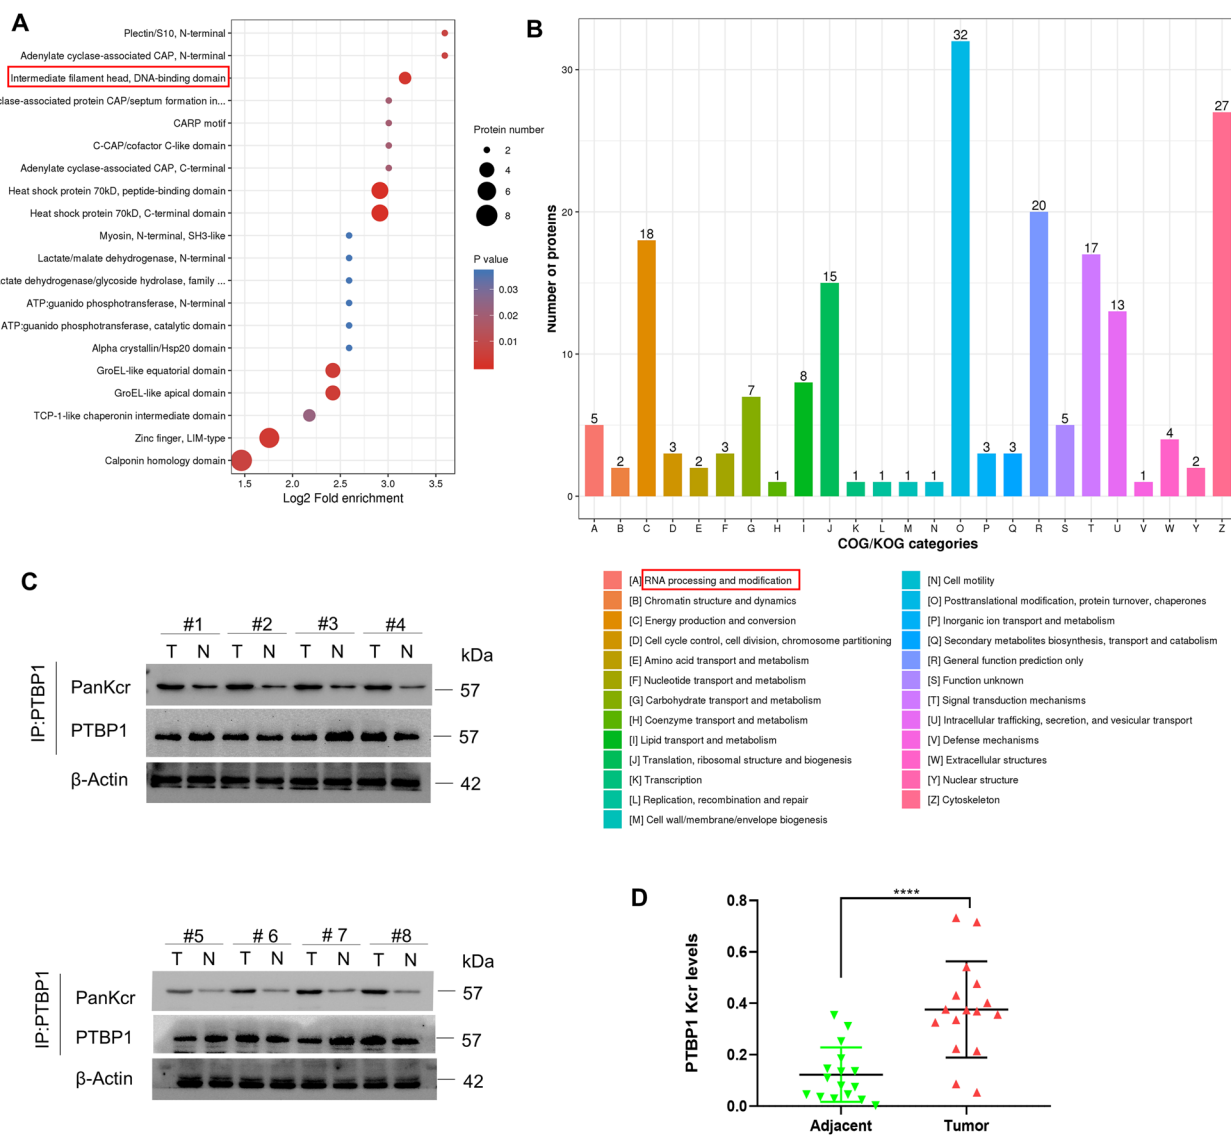 A
Plectin/S10, N-terminal
Adenylate cyclase-associated CAP, N-terminal
Intermediate filament head, DNA-binding domain
clase-associated protein CAP/septum formation in...
CARP motif
C-CAP/cofactor C-like domain
Adenylate cyclase-associated CAP, C-terminal
Heat shock protein 70kD, peptide-binding domain
Heat shock protein 70kD, C-terminal domain
Myosin, N-terminal, SH3-like
Lactate/malate dehydrogenase, N-terminal
ctate dehydrogenase/glycoside hydrolase, family ...
ATP:guanido phosphotransferase, N-terminal
ATP:guanido phosphotransferase, catalytic domain
Alpha crystallin/Hsp20 domain
GroEL-like equatorial domain
GroEL-like apical domain
TCP-1-like chaperonin intermediate domain
Zinc finger, LIM-type
Calponin homology domain
1.5 2.0 2.5 3.0 3.5
Log2 Fold enrichment
Protein number
2
4
6
8
P value
0.03
0.02
0.01
B
Number of proteins
30
20
10
0
5 2 18 3 2 3 7 1 8 15 1 1 1 1 32 3 3 20 5 17 13 1 4 2 27
A B C D E F G H I J K L M N O P Q R S T U V W Y Z
COG/KOG categories
[A] RNA processing and modification
[B] Chromatin structure and dynamics
[C] Energy production and conversion
[D] Cell cycle control, cell division, chromosome partitioning
[E] Amino acid transport and metabolism
[F] Nucleotide transport and metabolism
[G] Carbohydrate transport and metabolism
[H] Coenzyme transport and metabolism
[I] Lipid transport and metabolism
[J] Translation, ribosomal structure and biogenesis
[K] Transcription
[L] Replication, recombination and repair
[M] Cell wall/membrane/envelope biogenesis
[N] Cell motility
[O] Posttranslational modification, protein turnover, chaperones
[P] Inorganic ion transport and metabolism
[Q] Secondary metabolites biosynthesis, transport and catabolism
[R] General function prediction only
[S] Function unknown
[T] Signal transduction mechanisms
[U] Intracellular trafficking, secretion, and vesicular transport
[V] Defense mechanisms
[W] Extracellular structures
[Y] Nuclear structure
[Z] Cytoskeleton
C
#1 #2 #3 #4
T N T N T N T N
kDa
IP:PTBP1
PanKcr 57
PTBP1 57
β-Actin 42
#5 # 6 # 7 #8
T N T N T N T N
kDa
IP:PTBP1
PanKcr 57
PTBP1 57
β-Actin 42
D
PTBP1 Kcr levels
0.8
0.6
0.4
0.2
0.0
****
Adjacent Tumor